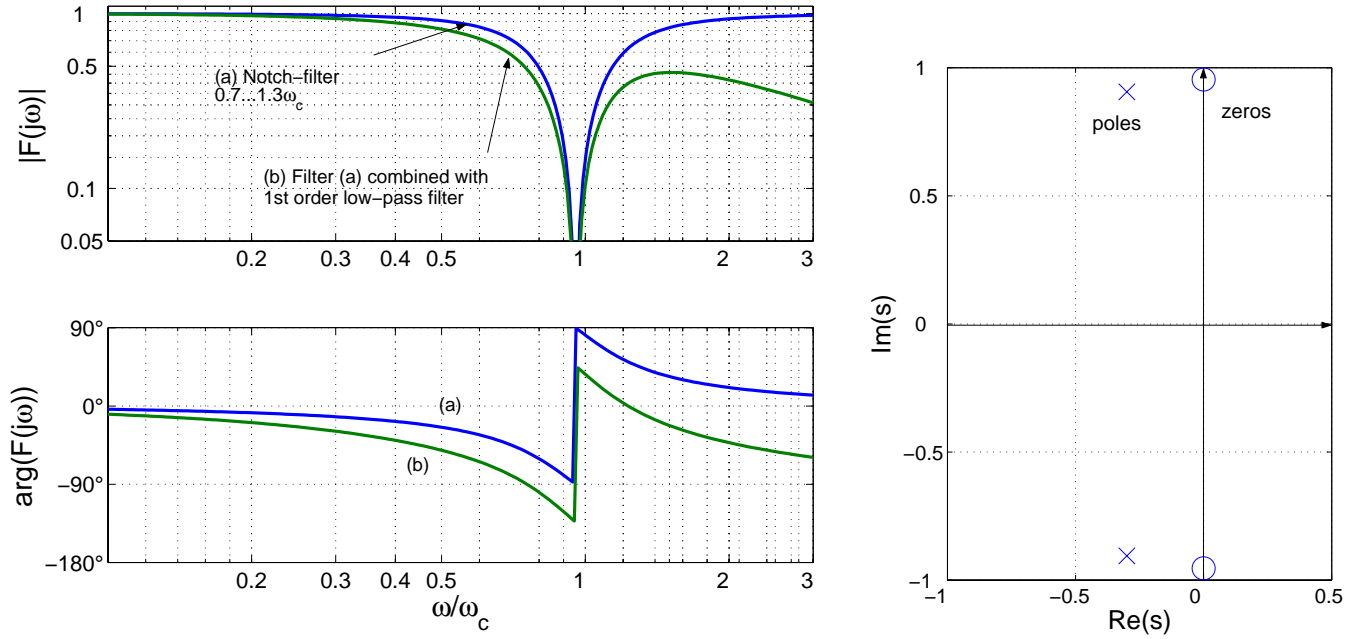 1
0.5
0.1
0.05
|F(jω)|
(a) Notch−filter
0.7...1.3ωc
(b) Filter (a) combined with
1st order low−pass filter
0.2 0.3 0.4 0.5 1 2 3
90°
0°
−90°
−180°
arg(F(jω))
(a)
(b)
0.2 0.3 0.4 0.5 1 2 3
ω/ωc
1
0.5
0
−0.5
−1
Im(s)
poles
zeros
−1 −0.5 0 0.5
Re(s)